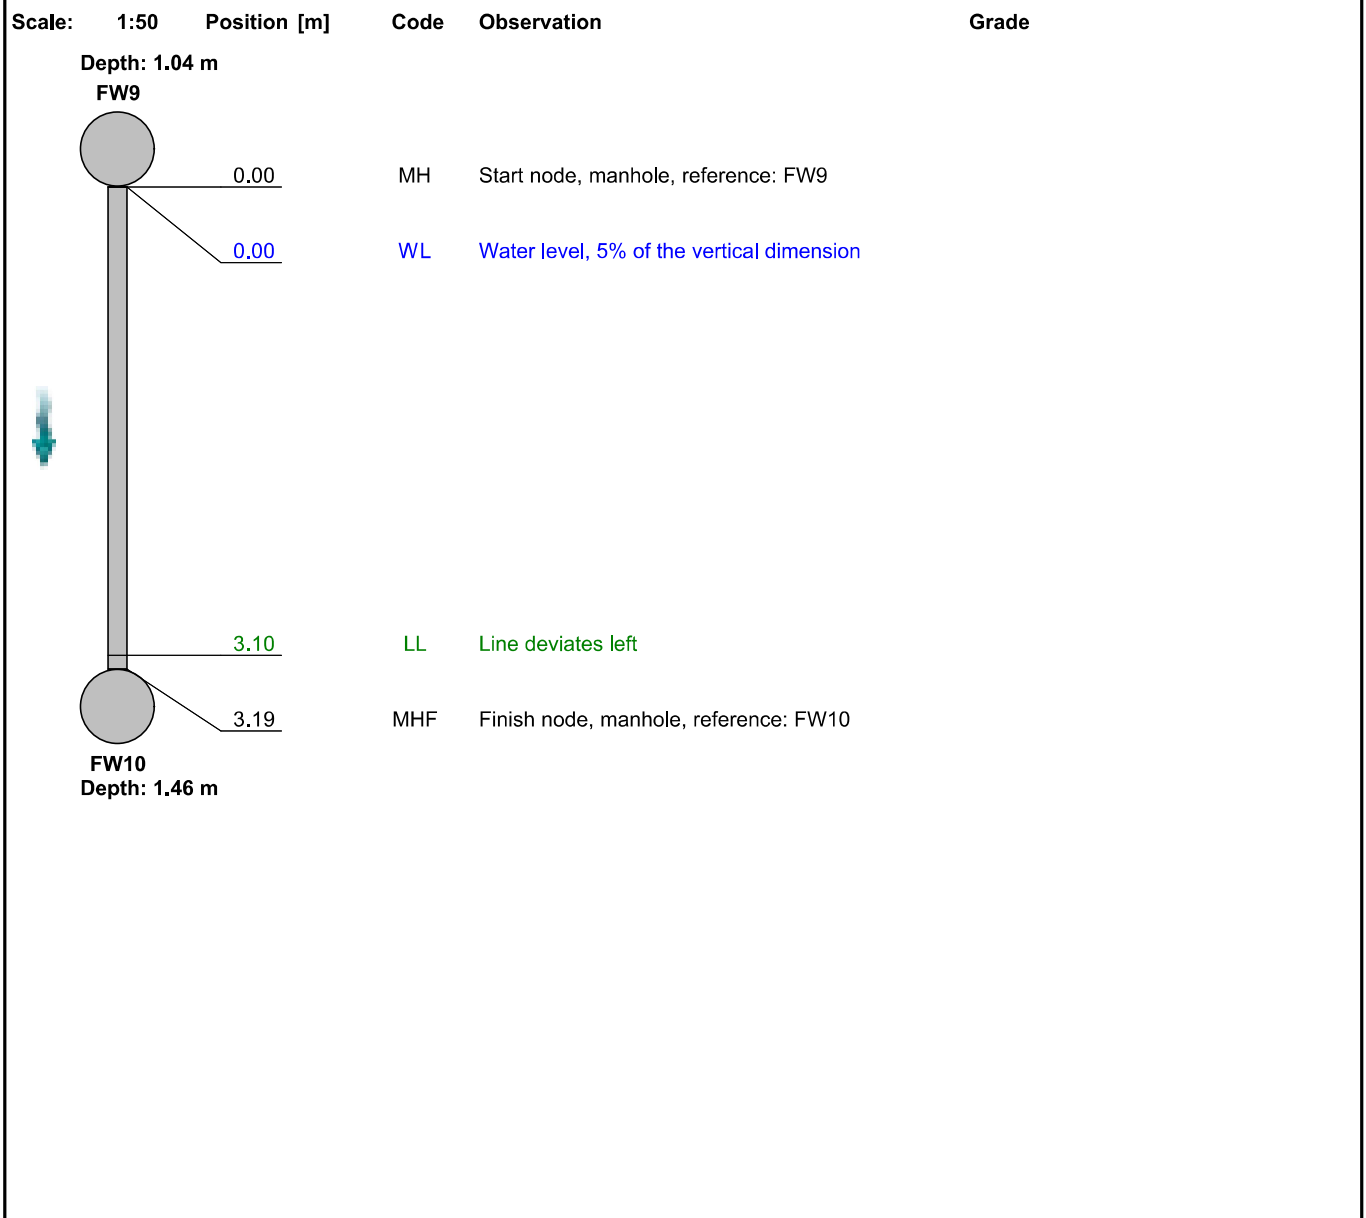 Scale: 1:50 Position [m] Code Observation Grade
Depth: 1.04 m
FW9
0.00 MH Start node, manhole, reference: FW9
0.00 WL Water level, 5% of the vertical dimension
3.10 LL Line deviates left
3.19 MHF Finish node, manhole, reference: FW10
FW10
Depth: 1.46 m